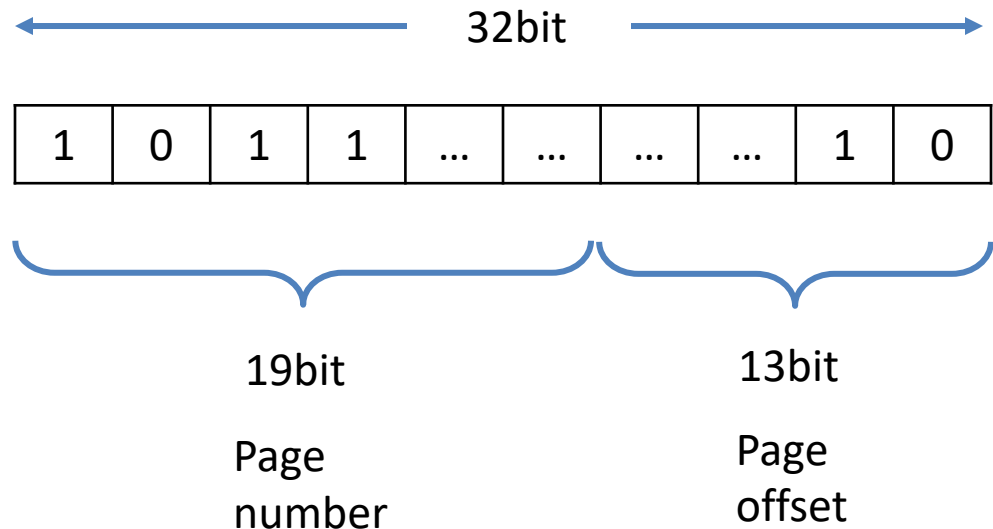 32bit
1 0 1 1 ... ... ... ... 1 0
19bit 13bit
Page
number
Page
offset